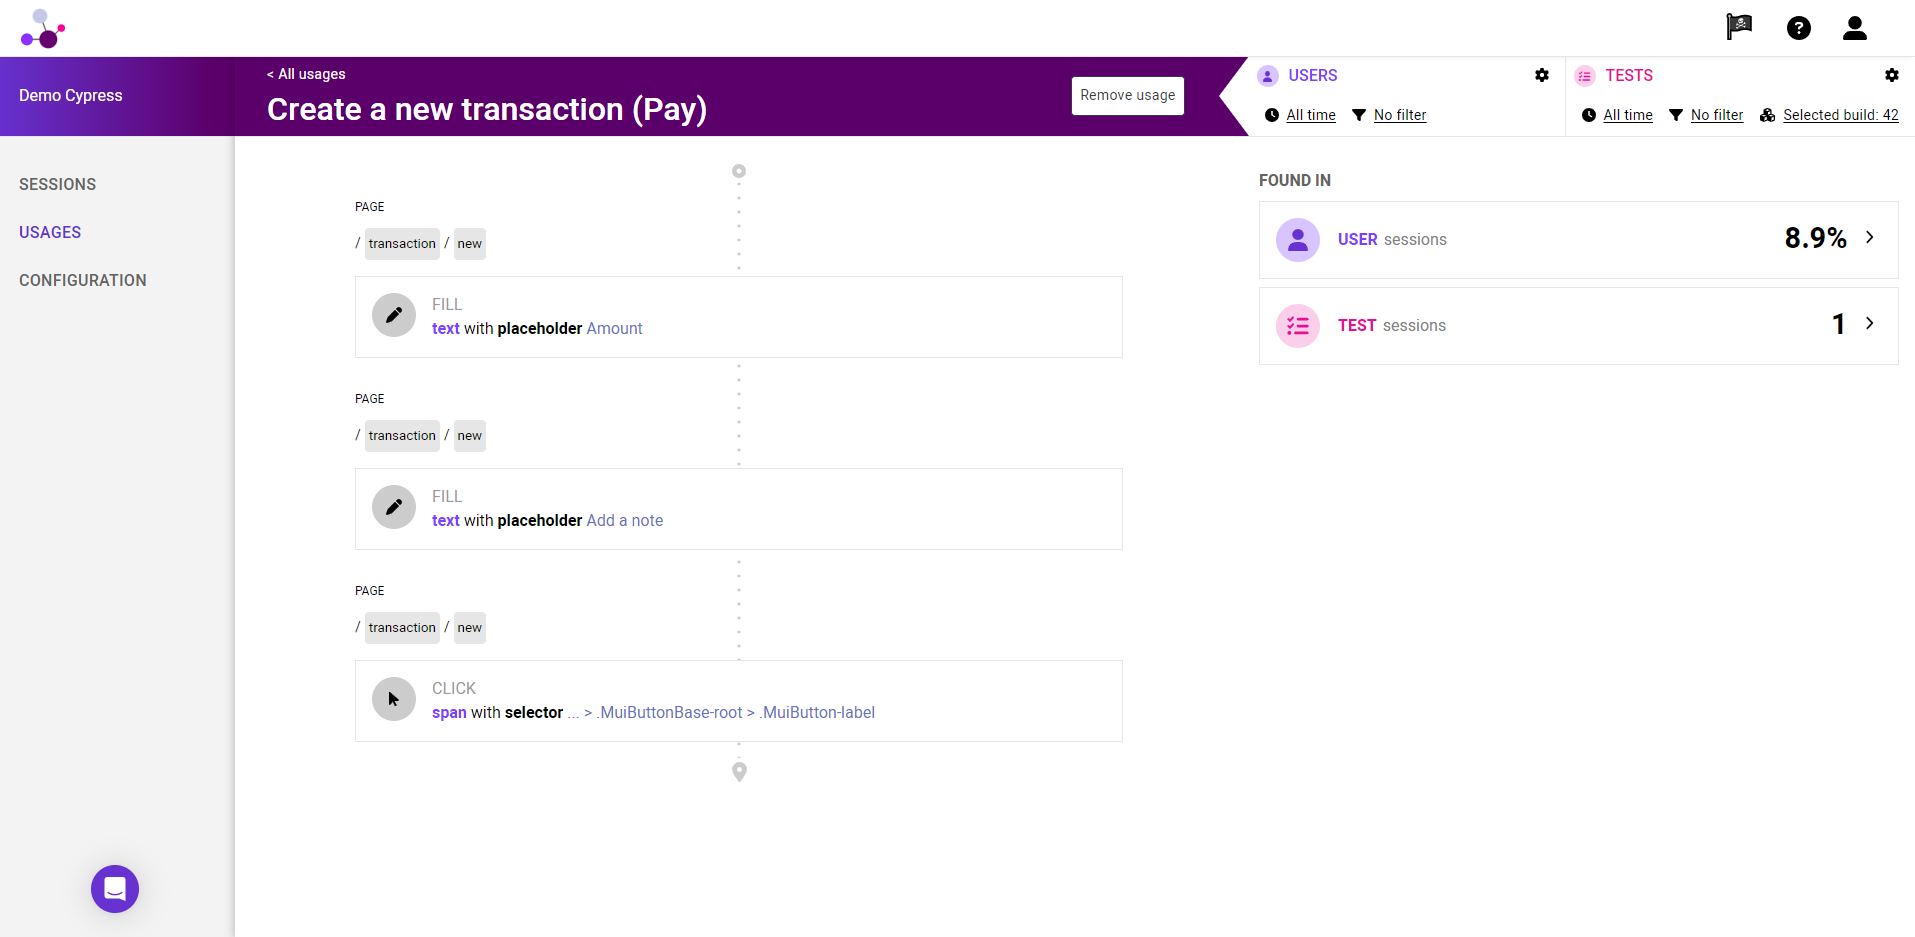 Demo Cypress
< All usages
Create a new transaction (Pay)
Remove usage
USERS
All time No filter
TESTS
All time No filter Selected build: 42
SESSIONS
USAGES
CONFIGURATION
PAGE
/ transaction / new
FILL
text with placeholder Amount
PAGE
/ transaction / new
FILL
text with placeholder Add a note
PAGE
/ transaction / new
CLICK
span with selector ... > .MuiButtonBase-root > .MuiButton-label
FOUND IN
USER sessions 8.9%
TEST sessions 1